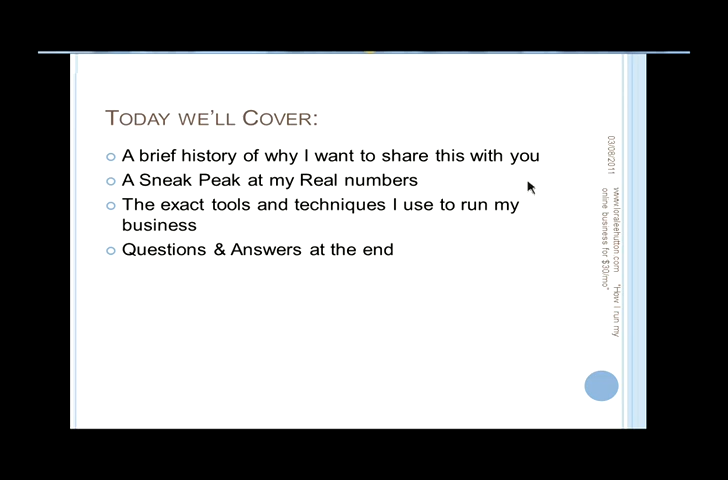 TODAY WE'LL COVER:
A brief history of why I want to share this with you
A Sneak Peak at my Real numbers
The exact tools and techniques I use to run my
business
Questions & Answers at the end
03/08/2011
www.loraleehutton.com "How I run my
online business for $30/mo"